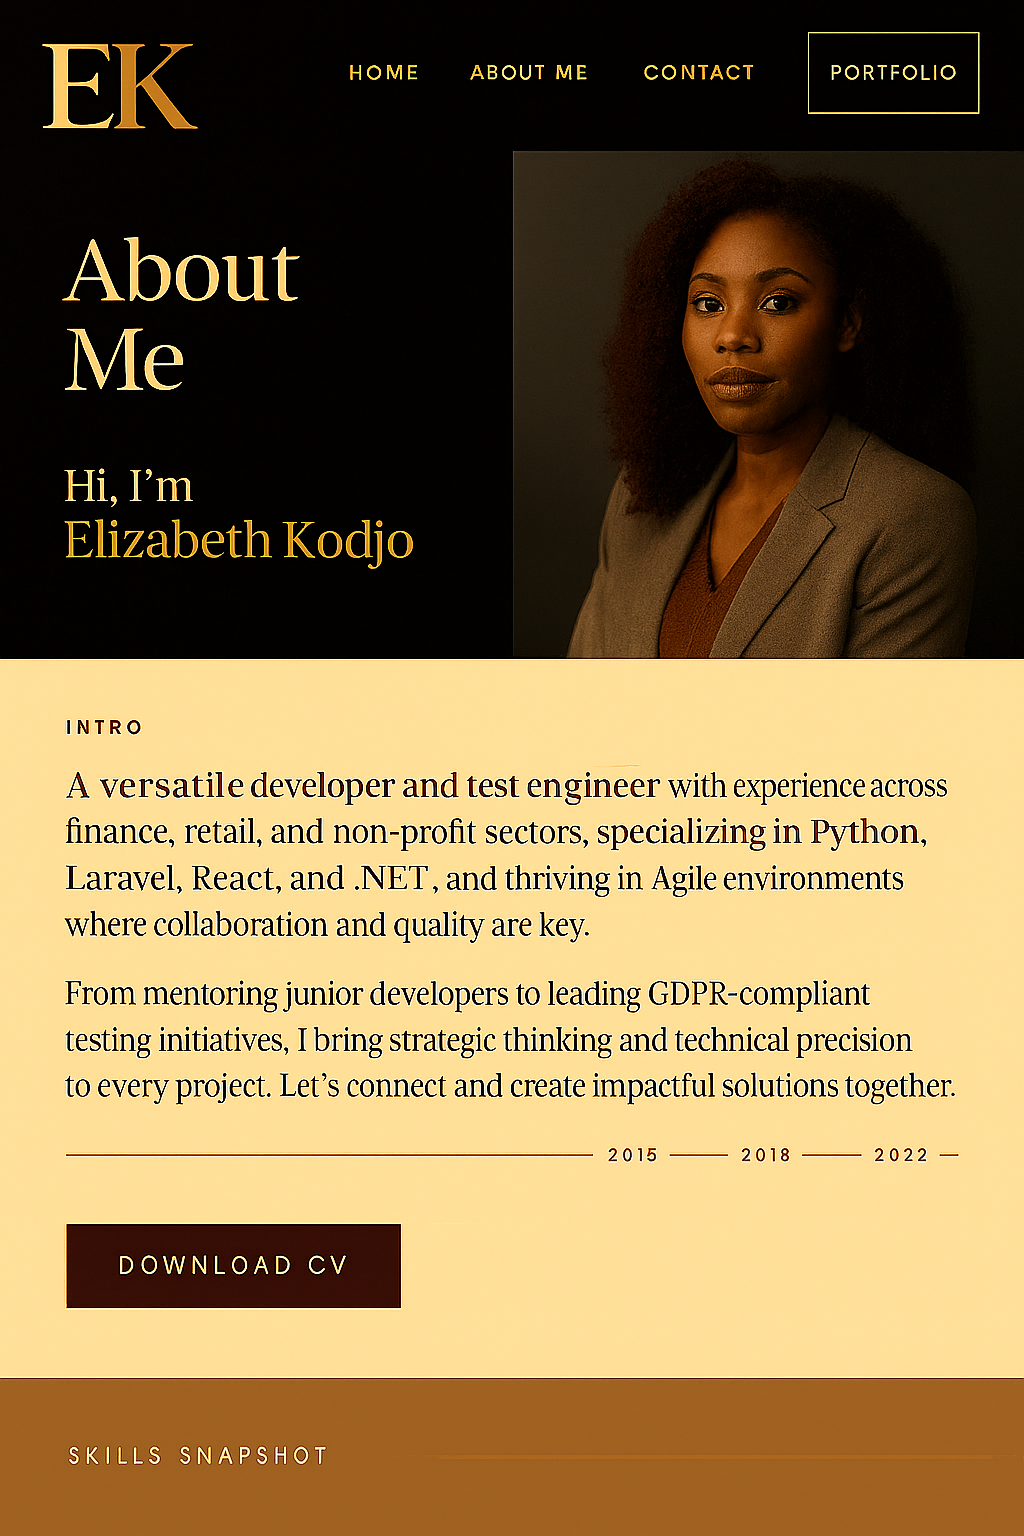 EK
HOME ABOUT ME CONTACT PORTFOLIO
About
Me
Hi, I’m
Elizabeth Kodjo
INTRO
A versatile developer and test engineer with experience across
finance, retail, and non-profit sectors, specializing in Python,
Laravel, React, and .NET, and thriving in Agile environments
where collaboration and quality are key.
From mentoring junior developers to leading GDPR-compliant
testing initiatives, I bring strategic thinking and technical precision
to every project. Let’s connect and create impactful solutions together.
2015 2018 2022
DOWNLOAD CV
SKILLS SNAPSHOT